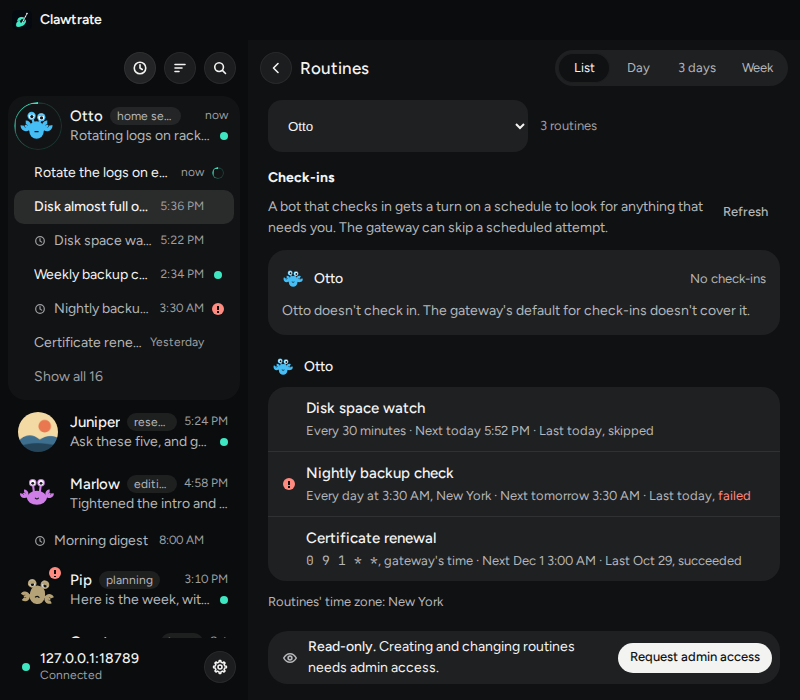 Clawtrate
Otto home se... now
Rotating logs on rack...
Rotate the logs on e... now
Disk almost full o... 5:36 PM
Disk space wa... 5:22 PM
Weekly backup c... 2:34 PM
Nightly backu... 3:30 AM
Certificate rene... Yesterday
Show all 16
Juniper rese... 5:24 PM
Ask these five, and g...
Marlow editi... 4:58 PM
Tightened the intro and ...
Morning digest 8:00 AM
Pip planning 3:10 PM
Here is the week, wit...
127.0.0.1:18789
Connected
Routines
List Day 3 days Week
Otto 3 routines
Check-ins
A bot that checks in gets a turn on a schedule to look for anything that
needs you. The gateway can skip a scheduled attempt.
Refresh
Otto No check-ins
Otto doesn't check in. The gateway's default for check-ins doesn't cover it.
Otto
Disk space watch
Every 30 minutes · Next today 5:52 PM · Last today, skipped
Nightly backup check
Every day at 3:30 AM, New York · Next tomorrow 3:30 AM · Last today, failed
Certificate renewal
0 9 1 * *, gateway's time · Next Dec 1 3:00 AM · Last Oct 29, succeeded
Routines' time zone: New York
Read-only. Creating and changing routines
needs admin access.
Request admin access